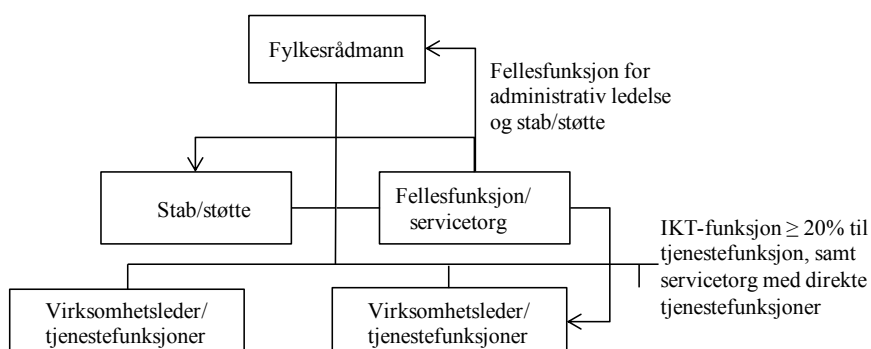 Fylkesrådmann
Fellesfunksjon for
administrativ ledelse
og stab/støtte
Stab/støtte
Fellesfunksjon/
servicetorg
IKT-funksjon ≥ 20% til
tjenestefunksjon, samt
servicetorg med direkte
tjenestefunksjoner
Virksomhetsleder/
tjenestefunksjoner
Virksomhetsleder/
tjenestefunksjoner